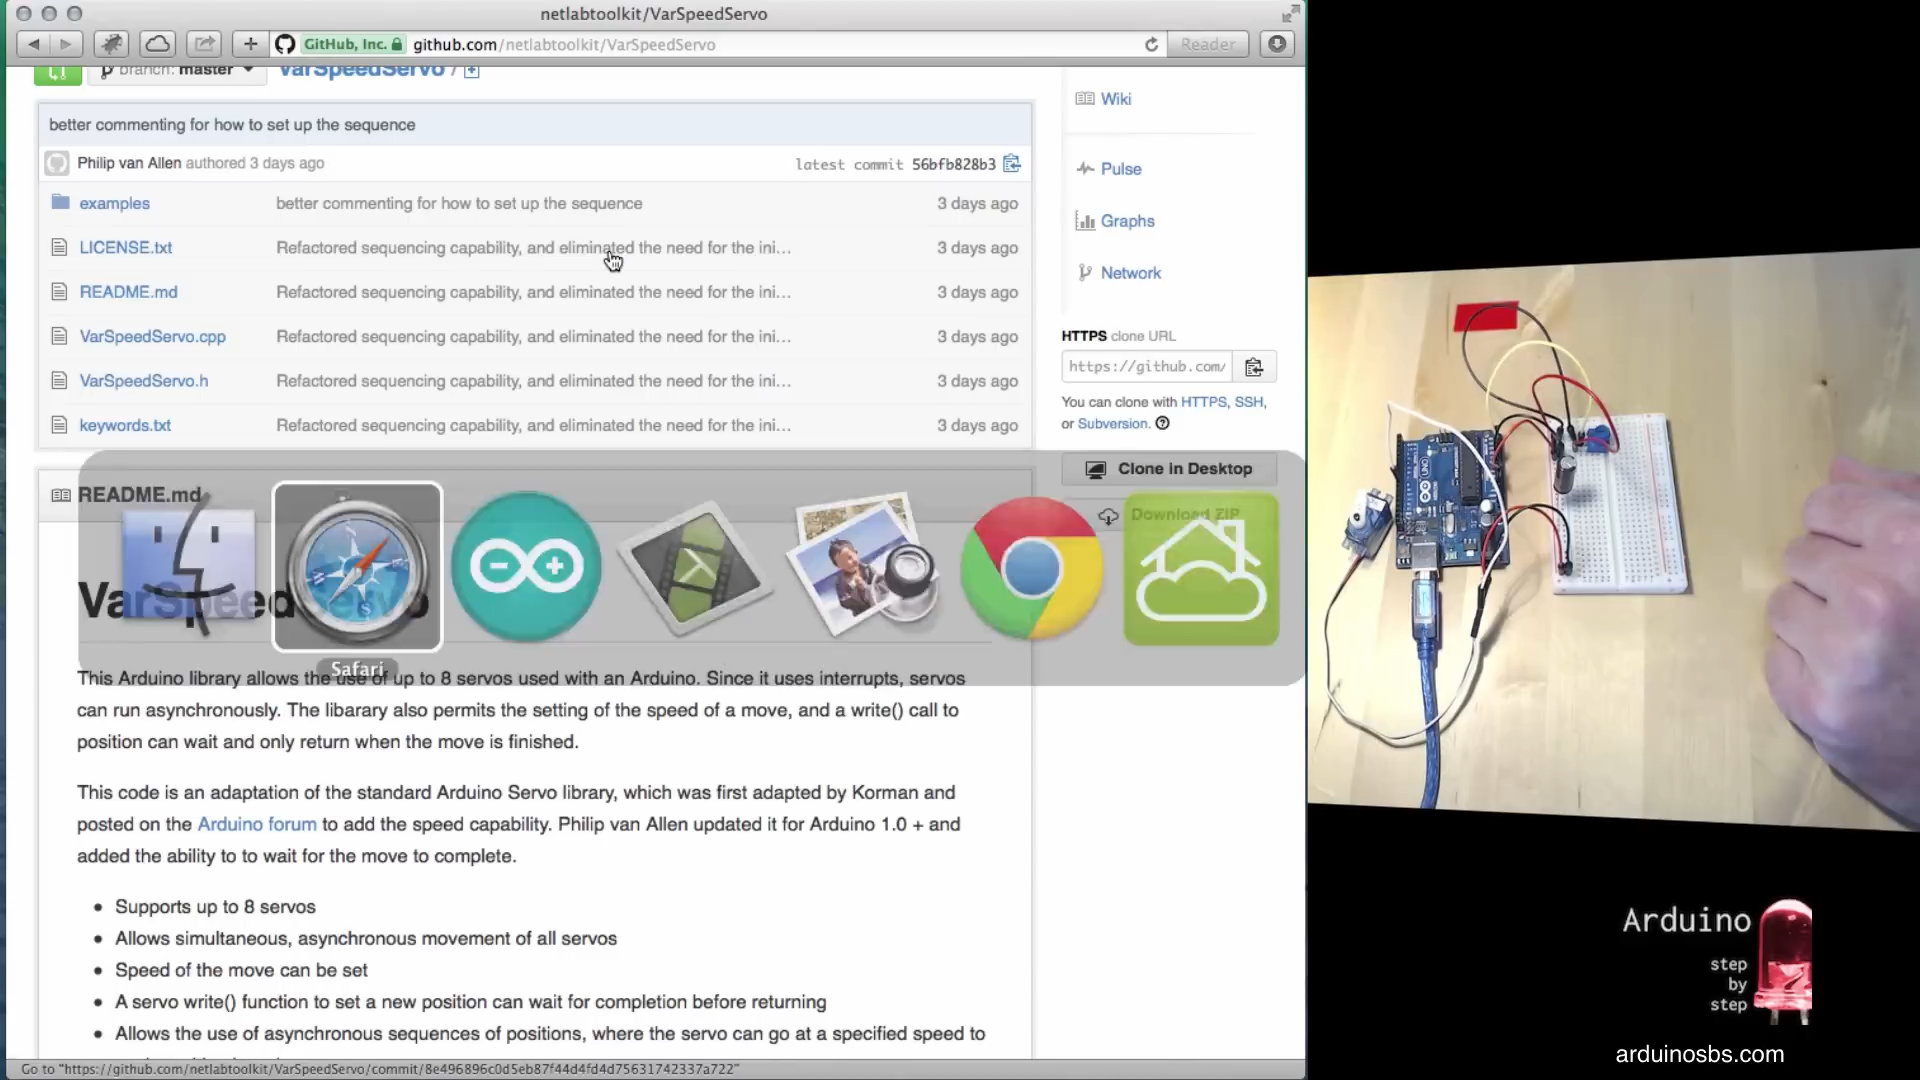 netlabtoolkit/VarSpeedServo
GitHub, Inc. github.com/netlabtoolkit/VarSpeedServo
Reader
branch: master VarSpeedServo /
better commenting for how to set up the sequence
Philip van Allen authored 3 days ago
latest commit 56bfb828b3
examples better commenting for how to set up the sequence 3 days ago
LICENSE.txt Refactored sequencing capability, and eliminated the need for the ini... 3 days ago
README.md Refactored sequencing capability, and eliminated the need for the ini... 3 days ago
VarSpeedServo.cpp Refactored sequencing capability, and eliminated the need for the ini... 3 days ago
VarSpeedServo.h Refactored sequencing capability, and eliminated the need for the ini... 3 days ago
keywords.txt Refactored sequencing capability, and eliminated the need for the ini... 3 days ago
Wiki
Pulse
Graphs
Network
HTTPS clone URL
https://github.com/
You can clone with HTTPS, SSH,
or Subversion.
Clone in Desktop
Download ZIP
README.md
VarSpeedServo
Safari
This Arduino library allows the use of up to 8 servos used with an Arduino. Since it uses interrupts, servos
can run asynchronously. The libarary also permits the setting of the speed of a move, and a write() call to
position can wait and only return when the move is finished.
This code is an adaptation of the standard Arduino Servo library, which was first adapted by Korman and
posted on the Arduino forum to add the speed capability. Philip van Allen updated it for Arduino 1.0 + and
added the ability to to wait for the move to complete.
• Supports up to 8 servos
• Allows simultaneous, asynchronous movement of all servos
• Speed of the move can be set
• A servo write() function to set a new position can wait for completion before returning
• Allows the use of asynchronous sequences of positions, where the servo can go at a specified speed to
Go to "https://github.com/netlabtoolkit/VarSpeedServo/commit/8e496896c0d5eb87f44d4fd4d75631742337a722"
Arduino
step
by
step
arduinosbs.com